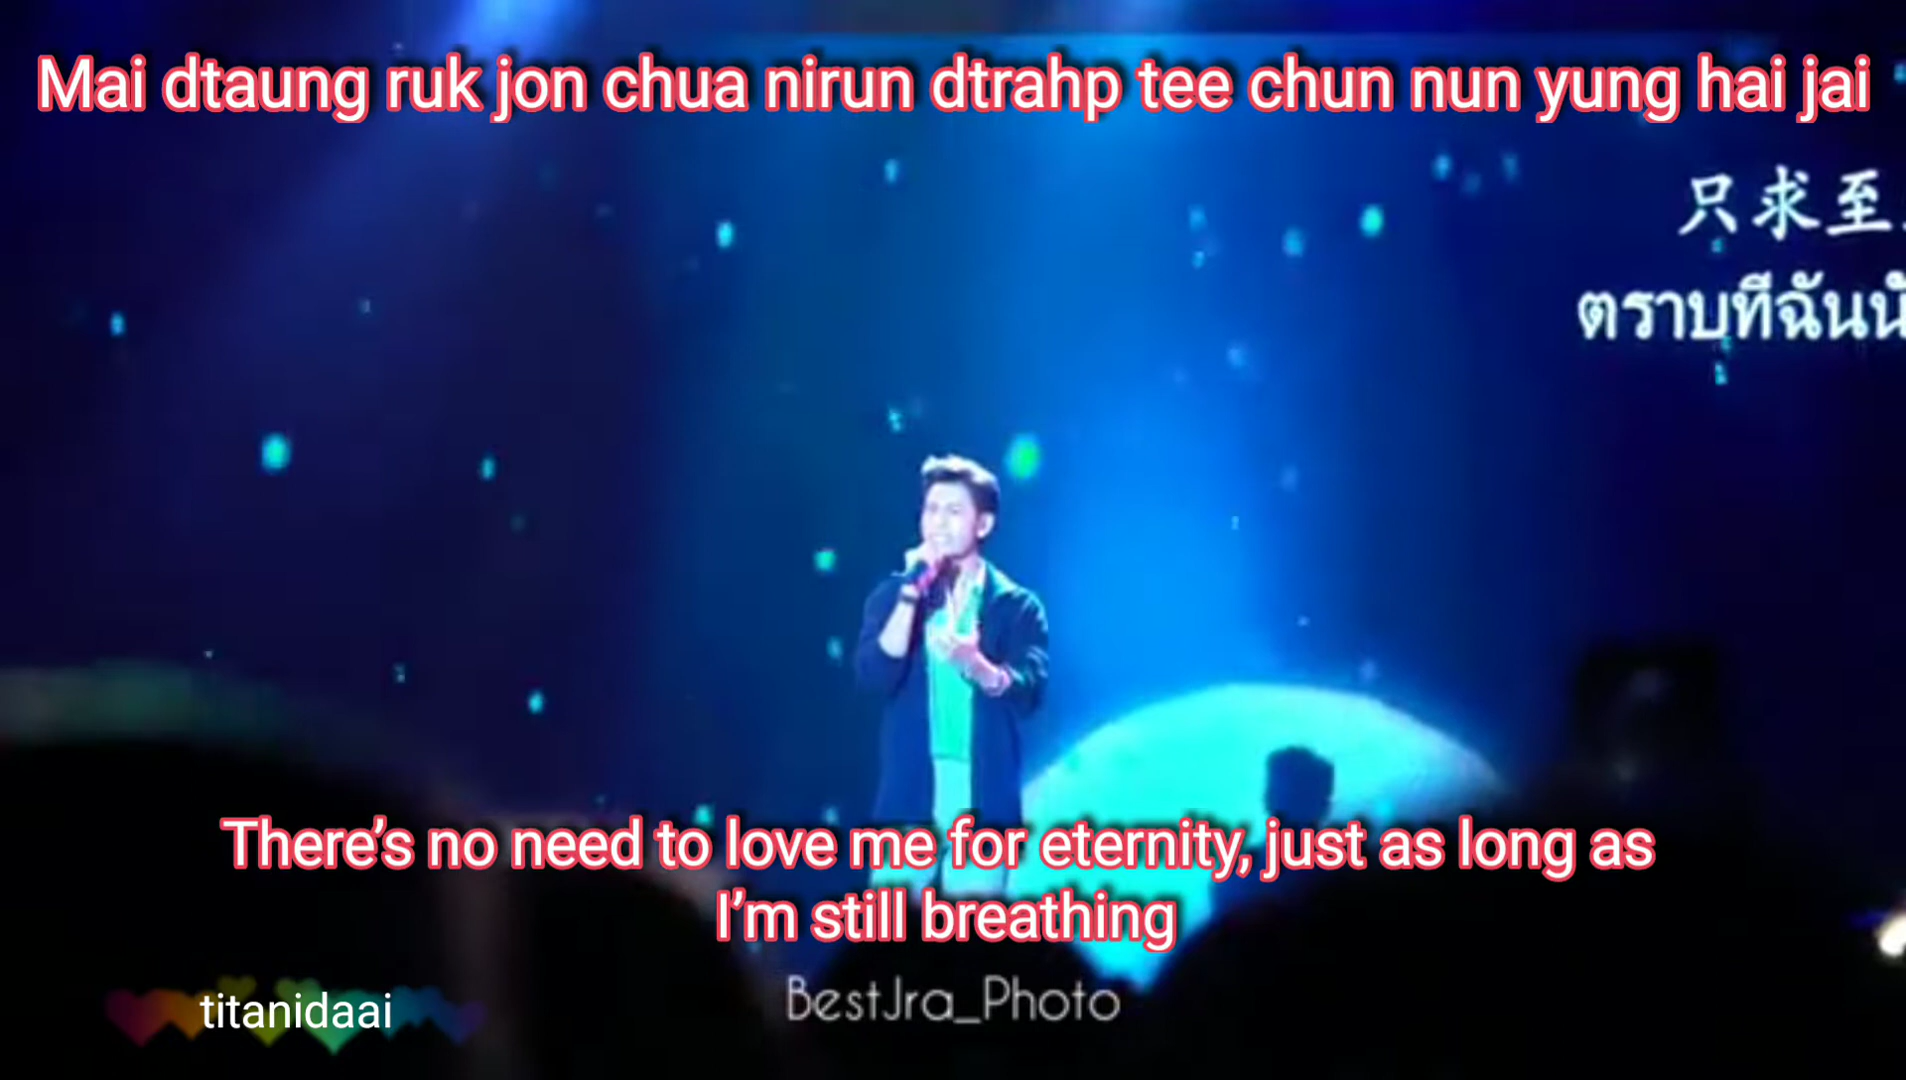 Mai dtaung ruk jon chua nirun dtrahp tee chun nun yung hai jai
只求至
ตราบที่ฉันนั
There's no need to love me for eternity, just as long as
I'm still breathing
BestJra_Photo
titanidaai